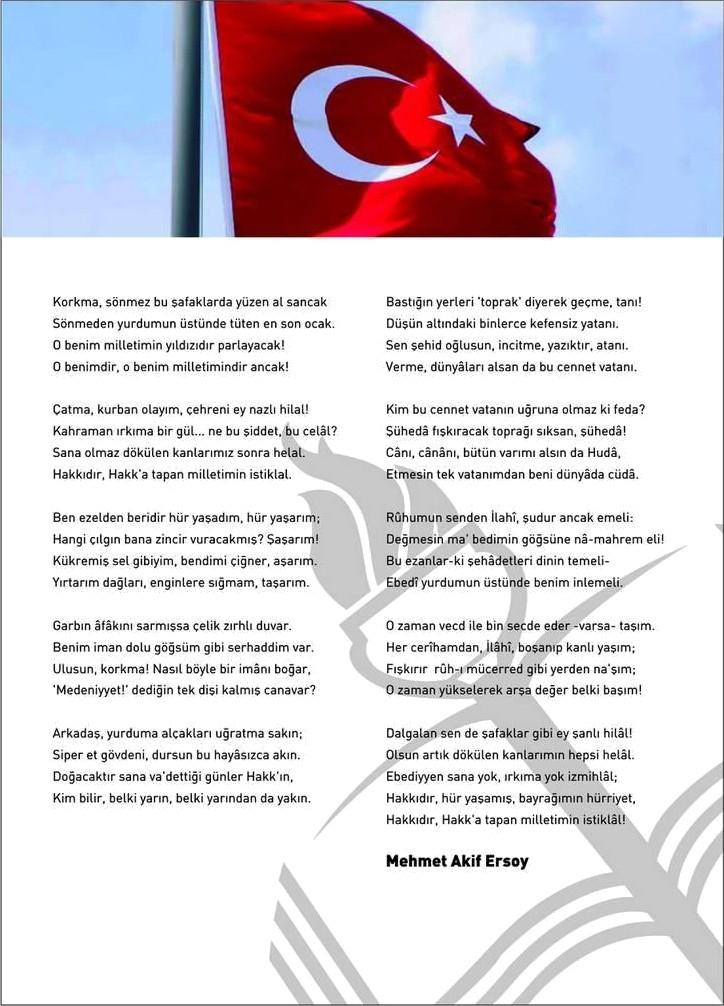 Korkma, sönmez bu şafaklarda yüzen al sancak
Sönmeden yurdumun üstünde tüten en son ocak.
O benim milletimin yıldızıdır parlayacak!
O benimdir, o benim milletimindir ancak!

Çatma, kurban olayım, çehreni ey nazlı hilal!
Kahraman ırkıma bir gül... ne bu şiddet, bu celâl?
Sana olmaz dökülen kanlarımız sonra helal.
Hakkıdır, Hakk'a tapan milletimin istiklal.

Ben ezelden beridir hür yaşadım, hür yaşarım;
Hangi çılgın bana zincir vuracakmış? Şaşarım!
Kükremiş sel gibiyim, bendimi çiğner, aşarım.
Yırtarım dağları, enginlere sığmam, taşarım.

Garbın âfâkını sarmışsa çelik zırhlı duvar.
Benim iman dolu göğsüm gibi serhaddim var.
Ulusun, korkma! Nasıl böyle bir imânı boğar,
'Medeniyyet!' dediğin tek dişi kalmış canavar?

Arkadaş, yurduma alçakları uğratma sakın;
Siper et gövdeni, dursun bu hayâsızca akın.
Doğacaktır sana va'dettiği günler Hakk'ın,
Kim bilir, belki yarın, belki yarından da yakın.

Bastığın yerleri 'toprak' diyerek geçme, tanı!
Düşün altındaki binlerce kefensiz yatanı.
Sen şehid oğlusun, incitme, yazıktır, atanı.
Verme, dünyâları alsan da bu cennet vatanı.

Kim bu cennet vatanın uğruna olmaz ki feda?
Şühedâ fışkıracak toprağı sıksan, şühedâ!
Cânı, cânânı, bütün varımı alsın da Hudâ,
Etmesin tek vatanımdan beni dünyâda cüdâ.

Rûhumun senden İlahî, şudur ancak emeli:
Değmesin ma' bedimin göğsüne nâ-mahrem eli!
Bu ezanlar-ki şehâdetleri dinin temeli-
Ebedî yurdumun üstünde benim inlemeli.

O zaman vecd ile bin secde eder -varsa- taşım.
Her cerîhamdan, İlâhî, boşanıp kanlı yaşım;
Fışkırır rûh-ı mücerred gibi yerden na'şım;
O zaman yükselerek arşa değer belki başım!

Dalgalan sen de şafaklar gibi ey şanlı hilâl!
Olsun artık dökülen kanlarımın hepsi helâl.
Ebediyyen sana yok, ırkıma yok izmihlâl;
Hakkıdır, hür yaşamış, bayrağımın hürriyet,
Hakkıdır, Hakk'a tapan milletimin istiklâl!

Mehmet Akif Ersoy